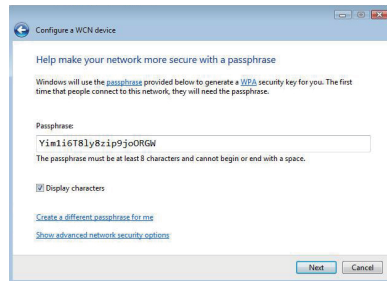 Configure a WCN device
Help make your network more secure with a passphrase
Windows will use the passphrase provided below to generate a WPA security key for you. The first
time that people connect to this network, they will need the passphrase.
Passphrase:
Yim1i6T8ly8zip9joORGW
The passphrase must be at least 8 characters and cannot begin or end with a space.
Display characters
Create a different passphrase for me
Show advanced network security options
Next Cancel